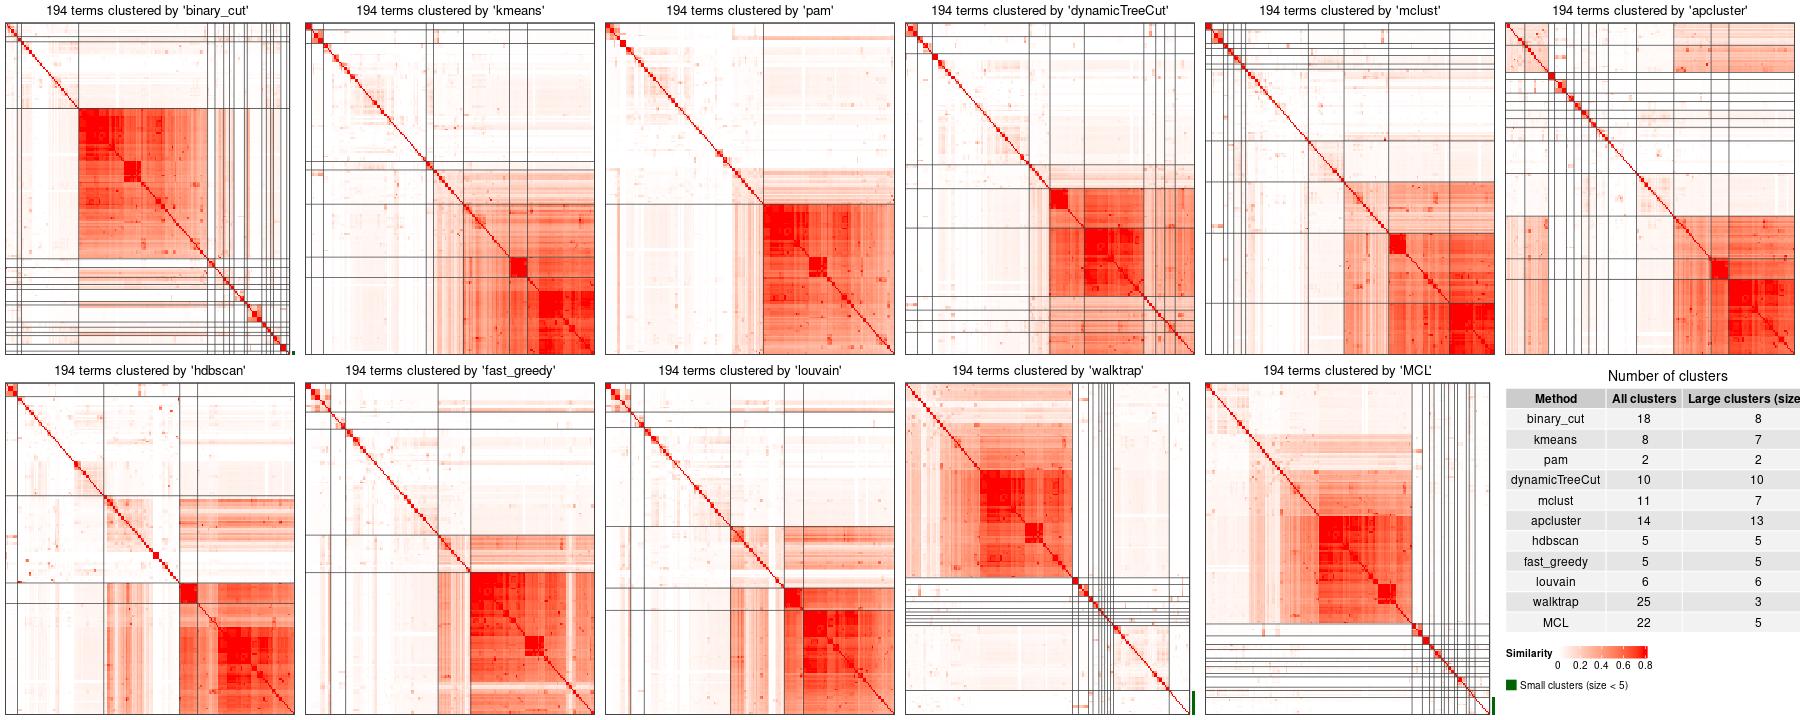 194 terms clustered by 'binary_cut'
194 terms clustered by 'kmeans'
194 terms clustered by 'pam'
194 terms clustered by 'dynamicTreeCut'
194 terms clustered by 'mclust'
194 terms clustered by 'apcluster'
194 terms clustered by 'hdbscan'
194 terms clustered by 'fast_greedy'
194 terms clustered by 'louvain'
194 terms clustered by 'walktrap'
194 terms clustered by 'MCL'
Number of clusters
Method All clusters Large clusters (size
binary_cut 18 8
kmeans 8 7
pam 2 2
dynamicTreeCut 10 10
mclust 11 7
apcluster 14 13
hdbscan 5 5
fast_greedy 5 5
louvain 6 6
walktrap 25 3
MCL 22 5
Similarity
0 0.2 0.4 0.6 0.8
Small clusters (size < 5)